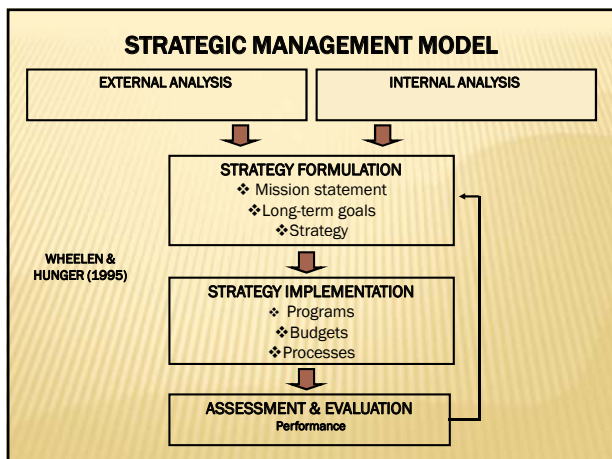 STRATEGIC MANAGEMENT MODEL
EXTERNAL ANALYSIS
INTERNAL ANALYSIS
STRATEGY FORMULATION
❖ Mission statement
❖Long-term goals
❖Strategy
WHEELEN &
HUNGER (1995)
STRATEGY IMPLEMENTATION
❖ Programs
❖Budgets
❖Processes
ASSESSMENT & EVALUATION
Performance